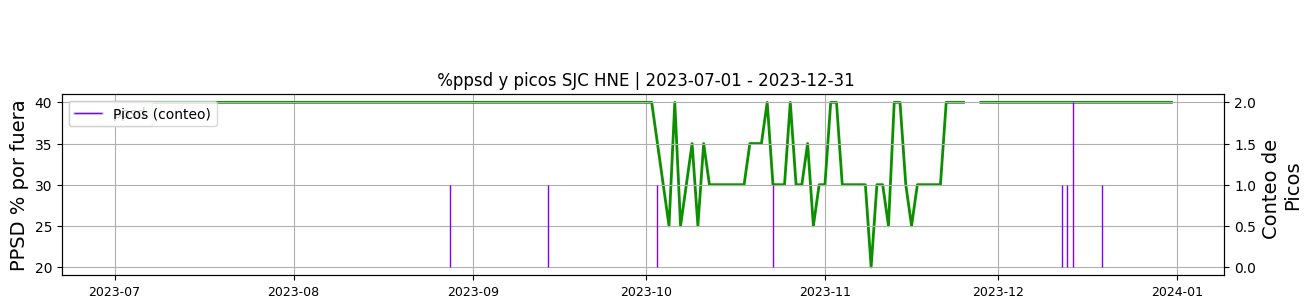 %ppsd y picos SJC HNE | 2023-07-01 - 2023-12-31
PPSD % por fuera
40
35
30
25
20
Picos (conteo)
2.0
1.5
1.0
0.5
0.0
Conteo de
Picos
2023-07 2023-08 2023-09 2023-10 2023-11 2023-12 2024-01